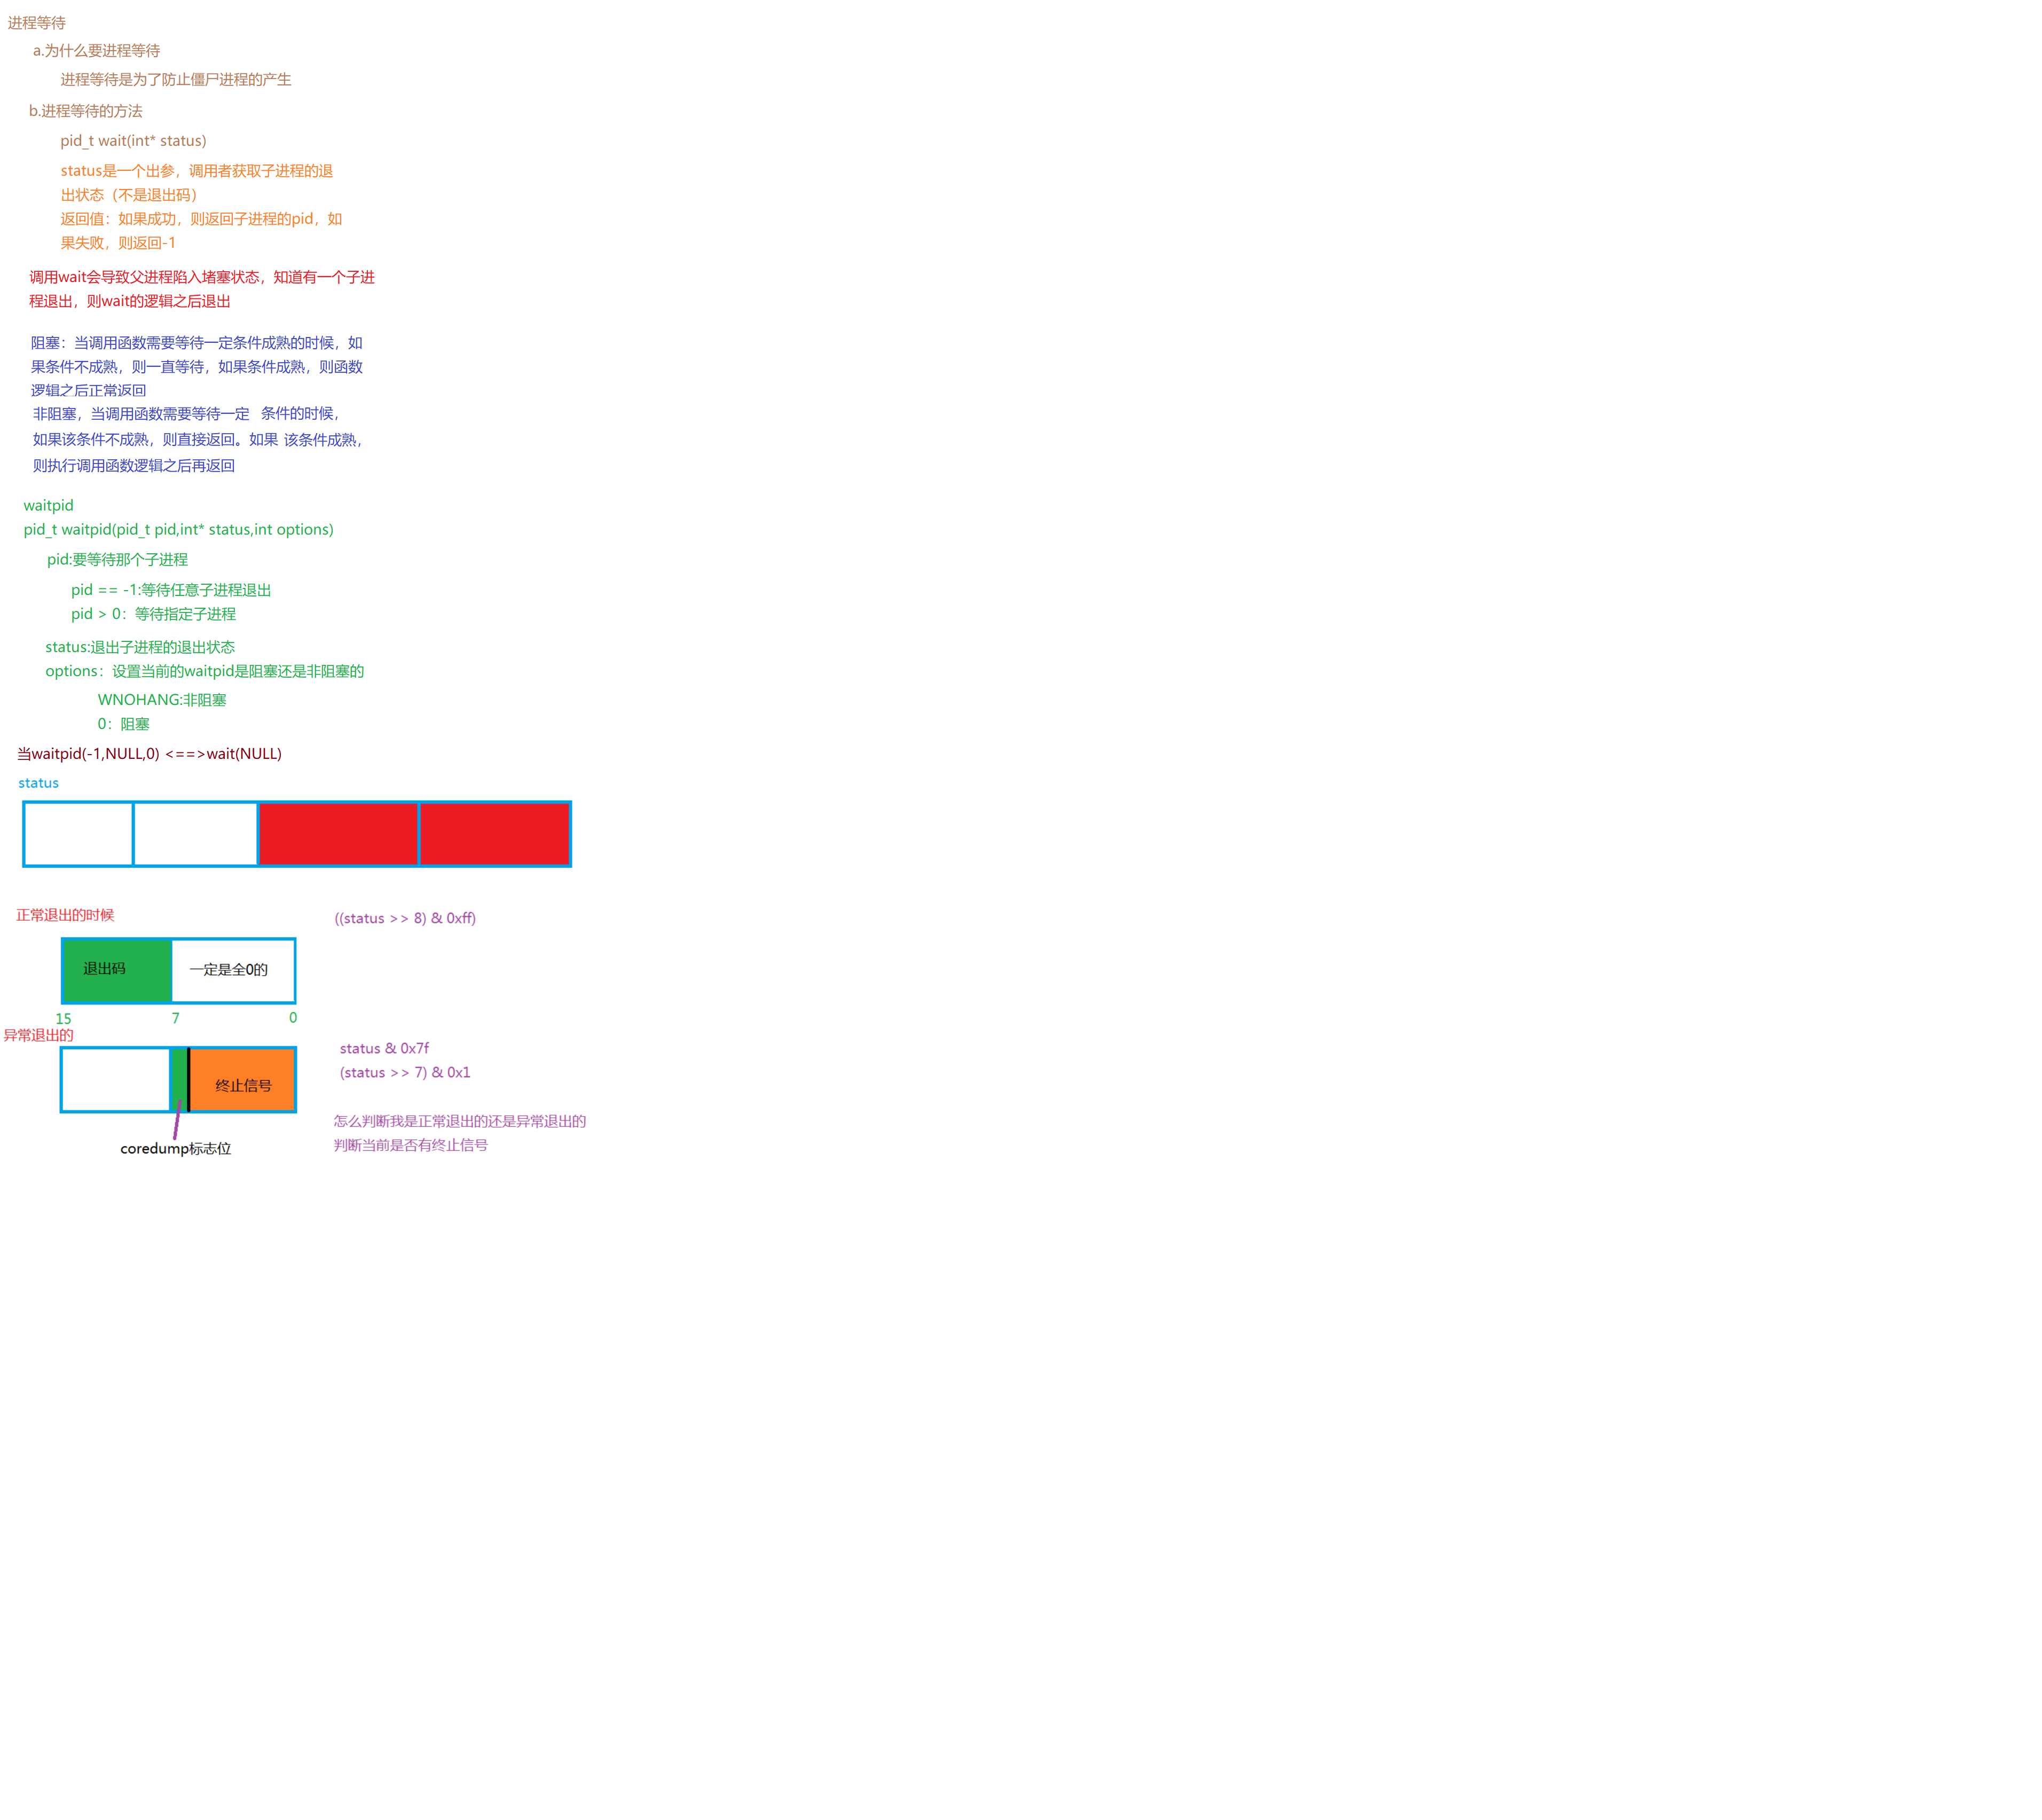 进程等待
a.为什么要进程等待
进程等待是为了防止僵尸进程的产生
b.进程等待的方法
pid_t wait(int* status)
status是一个出参，调用者获取子进程的退
出状态（不是退出码）
返回值：如果成功，则返回子进程的pid，如
果失败，则返回-1
调用wait会导致父进程陷入堵塞状态，知道有一个子进
程退出，则wait的逻辑之后退出
阻塞：当调用函数需要等待一定条件成熟的时候，如
果条件不成熟，则一直等待，如果条件成熟，则函数
逻辑之后正常返回
非阻塞，当调用函数需要等待一定 条件的时候，
如果该条件不成熟，则直接返回。如果 该条件成熟，
则执行调用函数逻辑之后再返回
waitpid
pid_t waitpid(pid_t pid,int* status,int options)
pid:要等待那个子进程
pid == -1:等待任意子进程退出
pid > 0：等待指定子进程
status:退出子进程的退出状态
options：设置当前的waitpid是阻塞还是非阻塞的
WNOHANG:非阻塞
0：阻塞
当waitpid(-1,NULL,0) <==>wait(NULL)
status
正常退出的时候
((status >> 8) & 0xff)
退出码 一定是全0的
15 7 0
异常退出的
status & 0x7f
(status >> 7) & 0x1
终止信号
怎么判断我是正常退出的还是异常退出的
判断当前是否有终止信号
coredump标志位